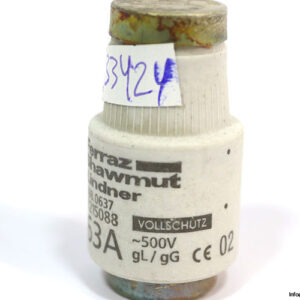 33424
Ferraz
Shawmut
Lindner
.0637
5088
VOLLSCHUTZ
63A
~500V
gL/gG
CE 02